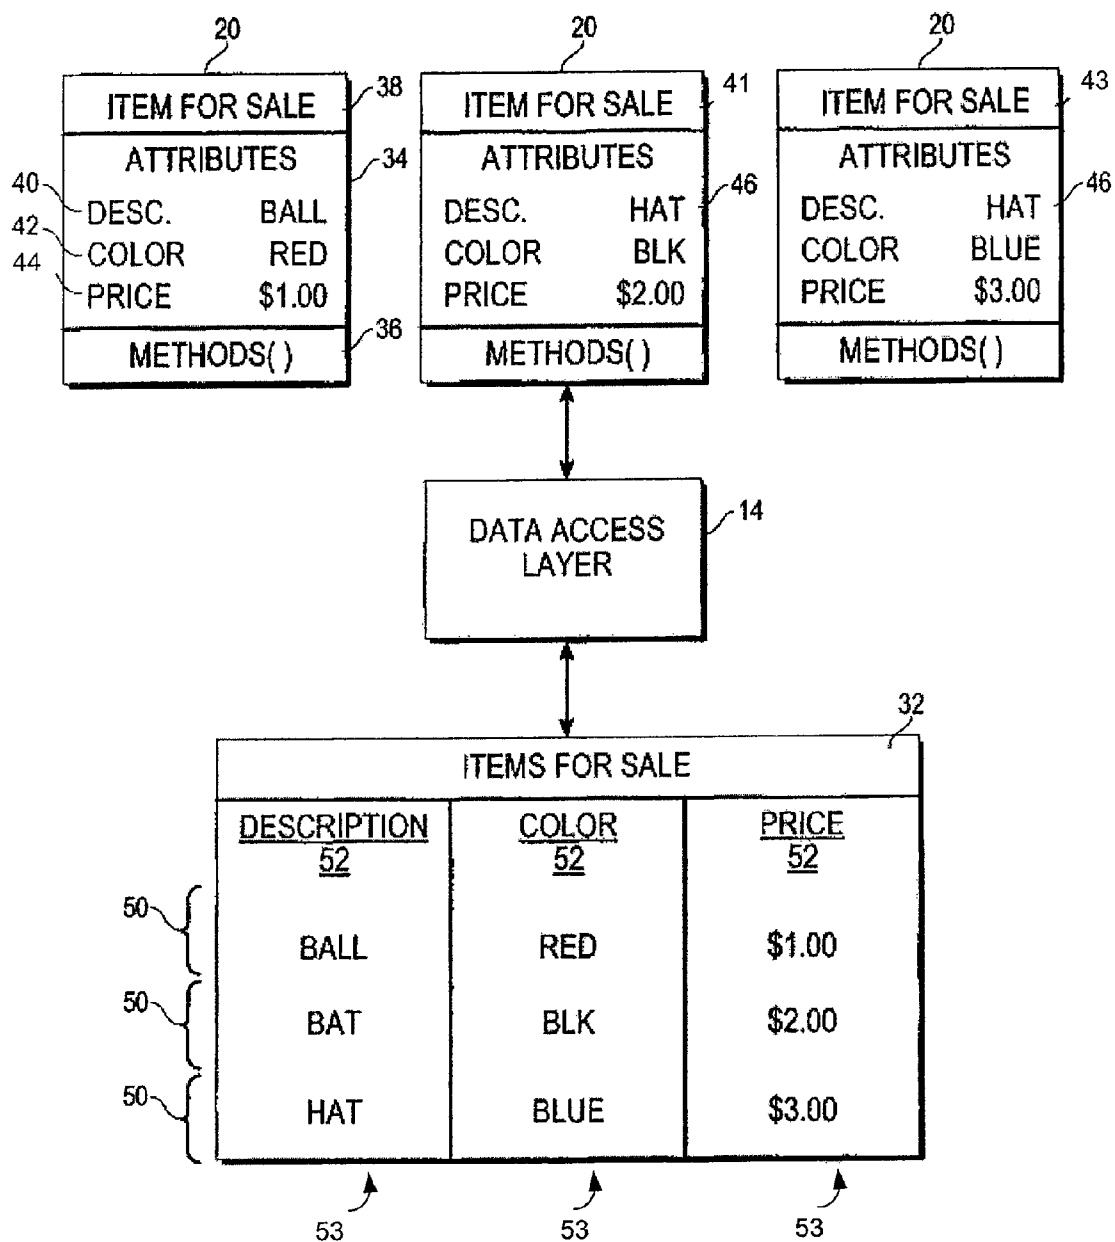 20 20 20
ITEM FOR SALE 38 ITEM FOR SALE 41 ITEM FOR SALE 43
ATTRIBUTES 34 ATTRIBUTES ATTRIBUTES
40 DESC. BALL DESC. HAT 46 DESC. HAT 46
42 COLOR RED COLOR BLK COLOR BLUE
44 PRICE $1.00 PRICE $2.00 PRICE $3.00
METHODS( ) 36 METHODS( ) METHODS( )
DATA ACCESS 14
LAYER
32
ITEMS FOR SALE
DESCRIPTION COLOR PRICE
52 52 52
50 BALL RED $1.00
50 BAT BLK $2.00
50 HAT BLUE $3.00
53 53 53